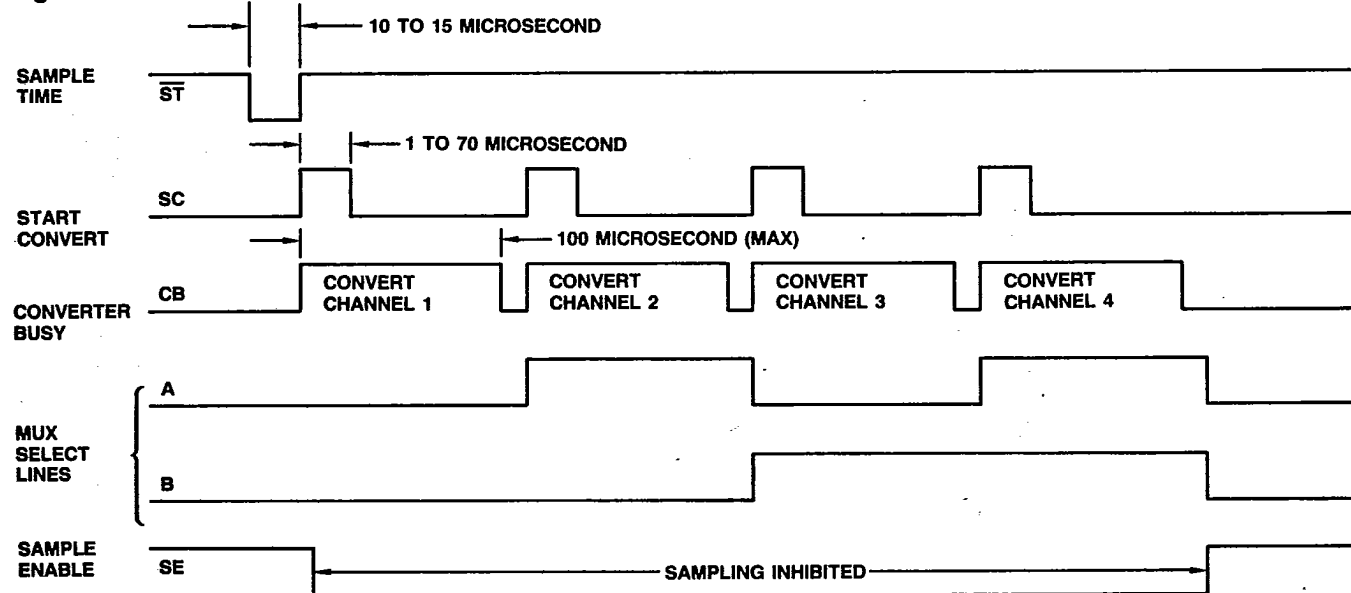 10 TO 15 MICROSECOND
SAMPLE
TIME
ST
1 TO 70 MICROSECOND
SC
START
CONVERT
100 MICROSECOND (MAX)
CB
CONVERT
CHANNEL 1
CONVERT
CHANNEL 2
CONVERT
CHANNEL 3
CONVERT
CHANNEL 4
CONVERTER
BUSY
A
MUX
SELECT
LINES
B
SAMPLE
ENABLE
SE
SAMPLING INHIBITED